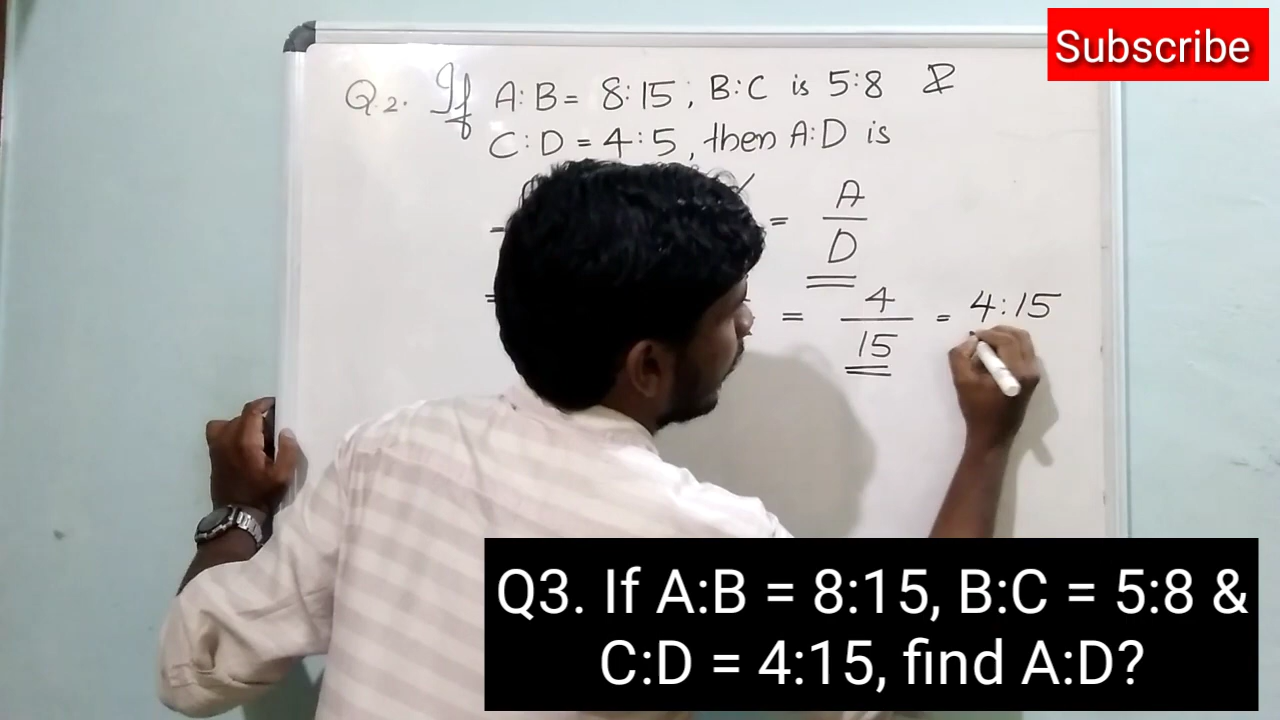 Subscribe
Q.2. If A:B = 8:15, B:C is 5:8 &
C:D = 4:5, then A:D is
= A
D
= 4 = 4:15
15
Q3. If A:B = 8:15, B:C = 5:8 &
C:D = 4:15, find A:D?